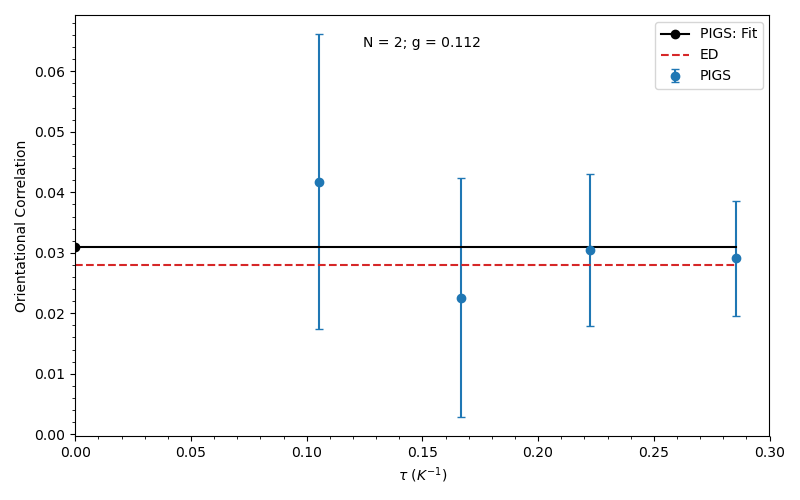 N = 2; g = 0.112
PIGS: Fit
ED
PIGS
Orientational Correlation
0.06
0.05
0.04
0.03
0.02
0.01
0.00
0.00 0.05 0.10 0.15 0.20 0.25 0.30
τ (K⁻¹)